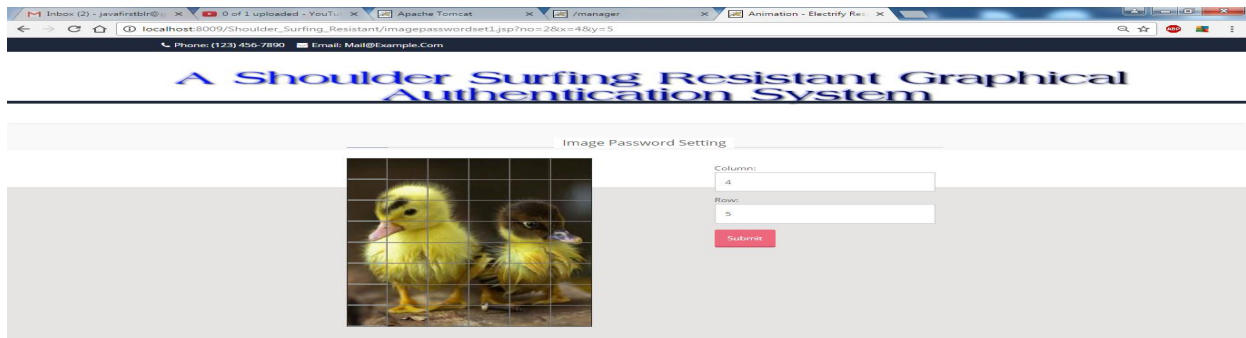 Inbox (2) - javafirstblr@g
0 of 1 uploaded - YouTu
Apache Tomcat
/manager
Animation - Electrify Res
localhost:8009/Shoulder_Surfing_Resistant/imagepasswordset1.jsp?no=2&x=4&y=5
ABP
Phone: (123) 456-7890 Email: Mail@Example.Com
A Shoulder Surfing Resistant Graphical
Authentication System
Image Password Setting
Column:
4
Row:
5
Submit